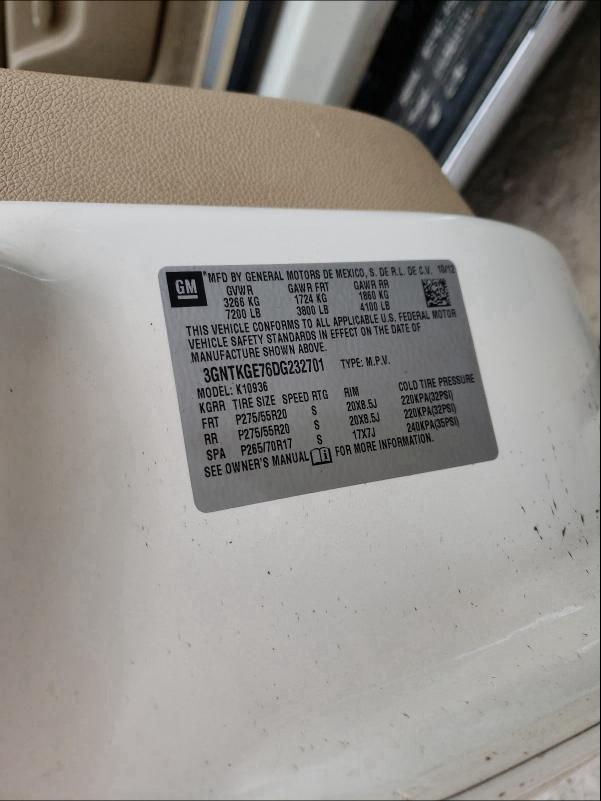 GM
MFD BY GENERAL MOTORS DE MEXICO, S. DE R.L. DE C.V. 10/12
GVWR GAWR FRT GAWR RR
3266 KG 1724 KG 1860 KG
7200 LB 3800 LB 4100 LB
THIS VEHICLE CONFORMS TO ALL APPLICABLE U.S. FEDERAL MOTOR
VEHICLE SAFETY STANDARDS IN EFFECT ON THE DATE OF
MANUFACTURE SHOWN ABOVE.
3GNTKGE76DG232701 TYPE: M.P.V.
MODEL: K10936
KGRR TIRE SIZE SPEED RTG RIM COLD TIRE PRESSURE
FRT P275/55R20 S 20X8.5J 220KPA(32PSI)
RR P275/55R20 S 20X8.5J 220KPA(32PSI)
SPA P265/70R17 S 17X7J 240KPA(35PSI)
SEE OWNER'S MANUAL FOR MORE INFORMATION.